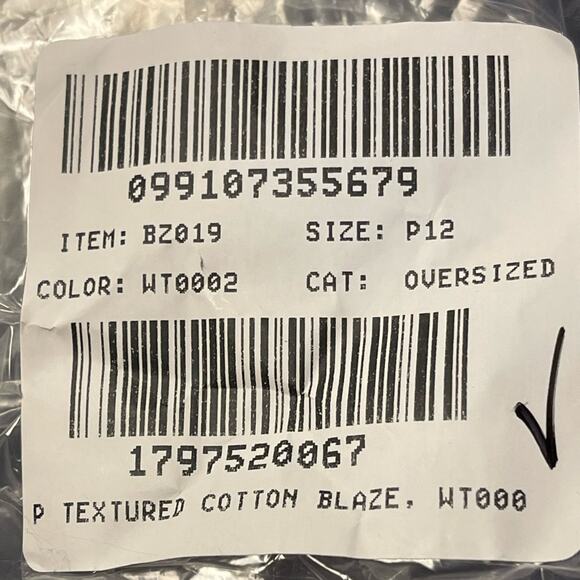 099107355679
ITEM: BZ019 SIZE: P12
COLOR: WT0002 CAT: OVERSIZED
1797520067
P TEXTURED COTTON BLAZE, WT000